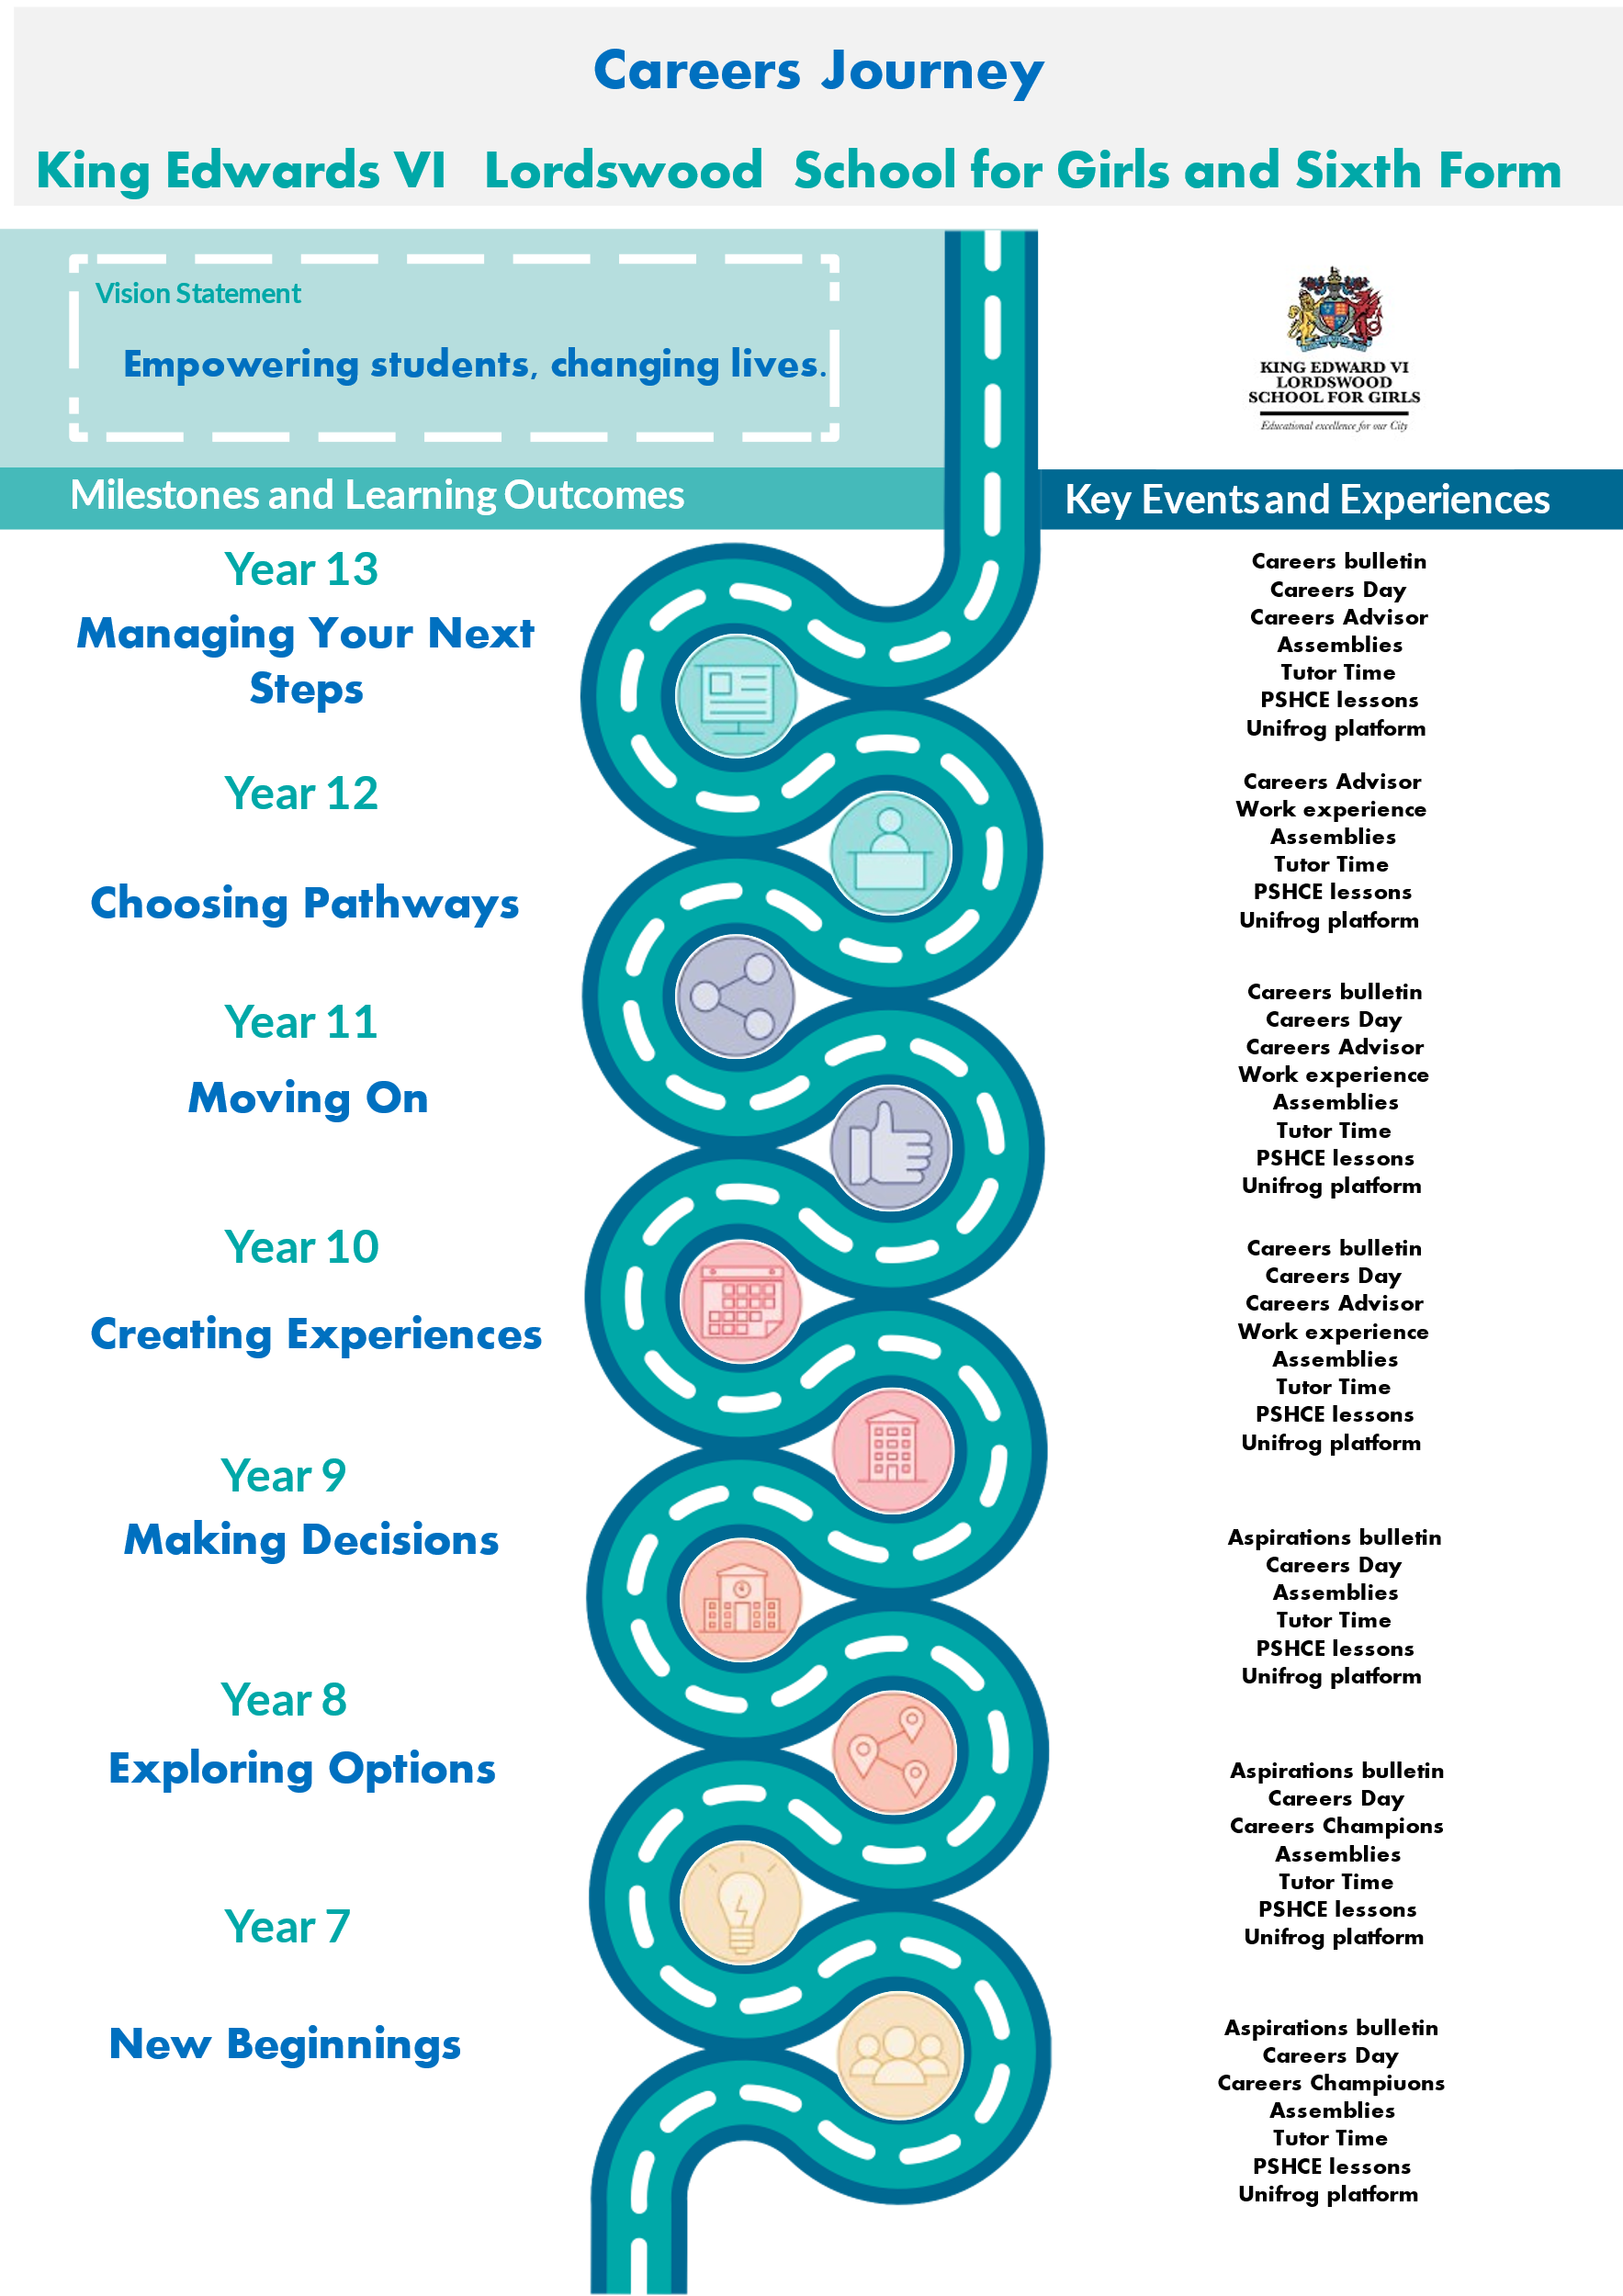 Careers Journey
King Edwards VI Lordswood School for Girls and Sixth Form
Vision Statement
Empowering students, changing lives.
KING EDWARD VI
LORDSWOOD
SCHOOL FOR GIRLS
Educational excellence for our City
Milestones and Learning Outcomes
Key Events and Experiences
Year 13
Managing Your Next
Steps
Careers bulletin
Careers Day
Careers Advisor
Assemblies
Tutor Time
PSHCE lessons
Unifrog platform
Year 12
Choosing Pathways
Careers Advisor
Work experience
Assemblies
Tutor Time
PSHCE lessons
Unifrog platform
Year 11
Moving On
Careers bulletin
Careers Day
Careers Advisor
Work experience
Assemblies
Tutor Time
PSHCE lessons
Unifrog platform
Year 10
Creating Experiences
Careers bulletin
Careers Day
Careers Advisor
Work experience
Assemblies
Tutor Time
PSHCE lessons
Unifrog platform
Year 9
Making Decisions
Aspirations bulletin
Careers Day
Assemblies
Tutor Time
PSHCE lessons
Unifrog platform
Year 8
Exploring Options
Aspirations bulletin
Careers Day
Careers Champions
Assemblies
Tutor Time
PSHCE lessons
Unifrog platform
Year 7
New Beginnings
Aspirations bulletin
Careers Day
Careers Champiuons
Assemblies
Tutor Time
PSHCE lessons
Unifrog platform